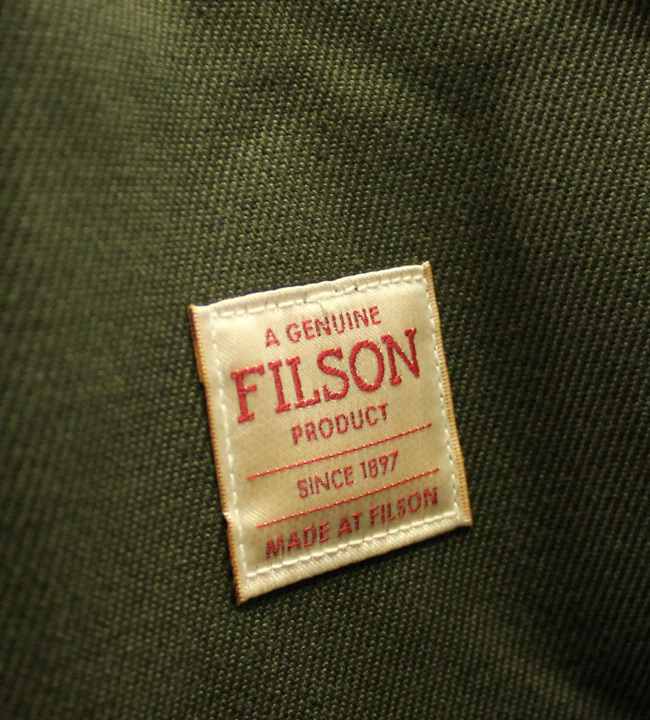 A GENUINE
FILSON
PRODUCT
SINCE 1897
MADE AT FILSON